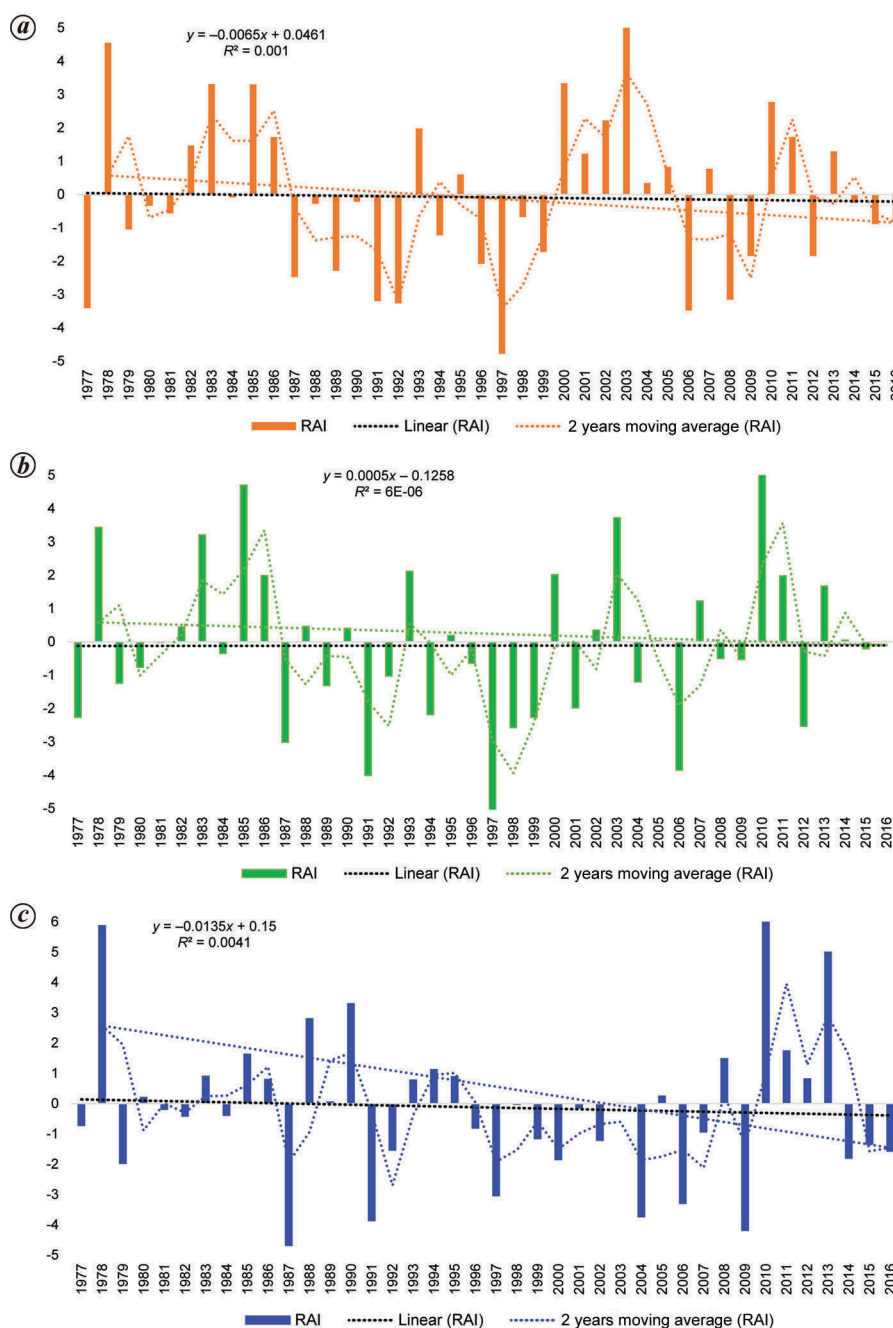 a
y = –0.0065x + 0.0461
R² = 0.001
5
4
3
2
1
0
-1
-2
-3
-4
-5
1977 1978 1979 1980 1981 1982 1983 1984 1985 1986 1987 1988 1989 1990 1991 1992 1993 1994 1995 1996 1997 1998 1999 2000 2001 2002 2003 2004 2005 2006 2007 2008 2009 2010 2011 2012 2013 2014 2015
RAI Linear (RAI) 2 years moving average (RAI)
b
y = 0.0005x – 0.1258
R² = 6E-06
5
4
3
2
1
0
-1
-2
-3
-4
-5
1977 1978 1979 1980 1981 1982 1983 1984 1985 1986 1987 1988 1989 1990 1991 1992 1993 1994 1995 1996 1997 1998 1999 2000 2001 2002 2003 2004 2005 2006 2007 2008 2009 2010 2011 2012 2013 2014 2015 2016
RAI Linear (RAI) 2 years moving average (RAI)
c
y = –0.0135x + 0.15
R² = 0.0041
6
5
4
3
2
1
0
-1
-2
-3
-4
-5
1977 1978 1979 1980 1981 1982 1983 1984 1985 1986 1987 1988 1989 1990 1991 1992 1993 1994 1995 1996 1997 1998 1999 2000 2001 2002 2003 2004 2005 2006 2007 2008 2009 2010 2011 2012 2013 2014 2015 2016
RAI Linear (RAI) 2 years moving average (RAI)